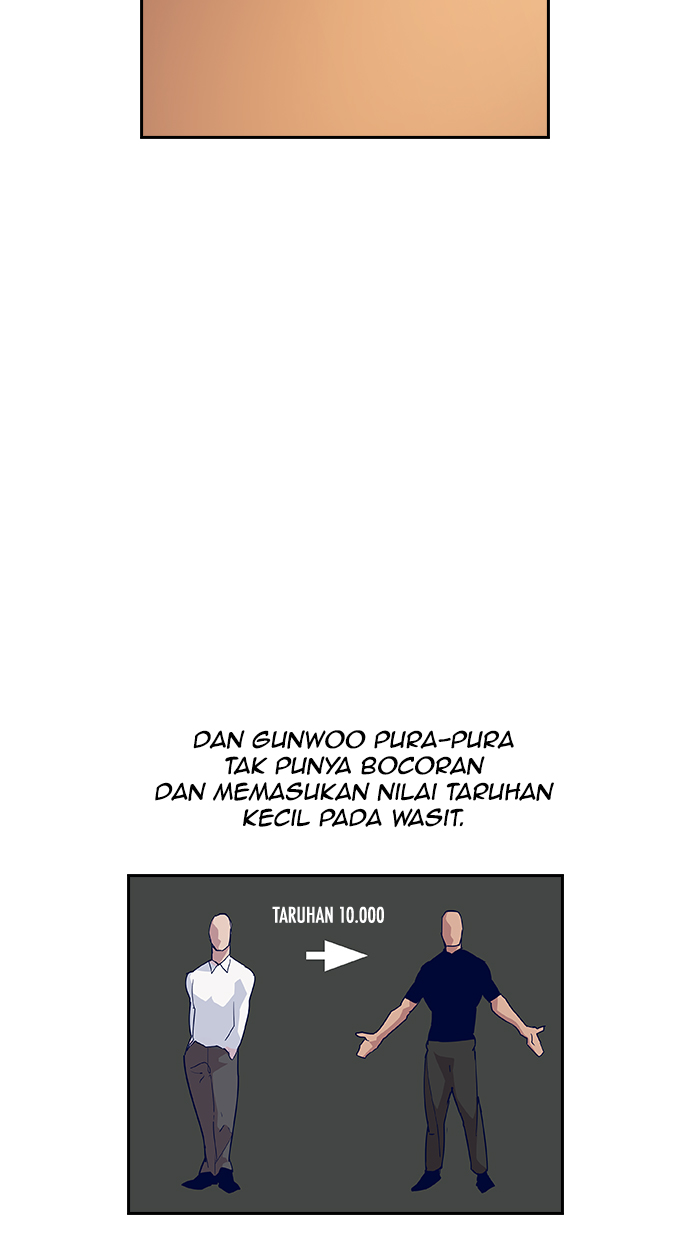 DAN GUNWOO PURA-PURA
TAK PUNYA BOCORAN
DAN MEMASUKAN NILAI TARUHAN
KECIL PADA WASIT.
TARUHAN 10.000